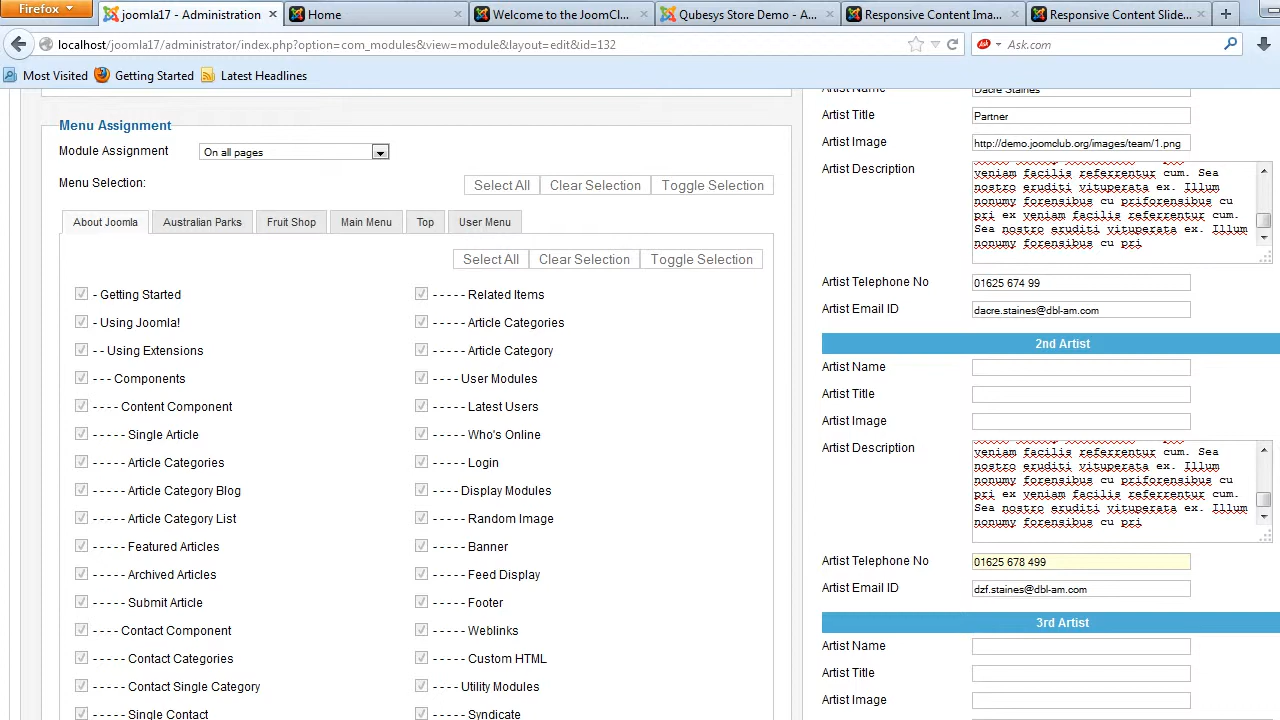 Firefox
joomla17 - Administration
Home
Welcome to the JoomCl...
Qubesys Store Demo - A...
Responsive Content Ima...
Responsive Content Slide...
localhost/joomla17/administrator/index.php?option=com_modules&view=module&layout=edit&id=132
Ask.com
Most Visited
Getting Started
Latest Headlines
Menu Assignment
Module Assignment
On all pages
Menu Selection:
Select All
Clear Selection
Toggle Selection
About Joomla
Australian Parks
Fruit Shop
Main Menu
Top
User Menu
Select All
Clear Selection
Toggle Selection
- Getting Started
- Using Joomla!
- - Using Extensions
- - - Components
- - - - Content Component
- - - - - Single Article
- - - - - Article Categories
- - - - - Article Category Blog
- - - - - Article Category List
- - - - - Featured Articles
- - - - - Archived Articles
- - - - - Submit Article
- - - - Contact Component
- - - - - Contact Categories
- - - - - Contact Single Category
- - - - - Single Contact
- - - - - Related Items
- - - - - Article Categories
- - - - - Article Category
- - - - User Modules
- - - - - Latest Users
- - - - - Who's Online
- - - - - Login
- - - - Display Modules
- - - - - Random Image
- - - - - Banner
- - - - - Feed Display
- - - - - Footer
- - - - - Weblinks
- - - - - Custom HTML
- - - - Utility Modules
- - - - - Syndicate
Artist Name
Dacre Staines
Artist Title
Partner
Artist Image
http://demo.joomclub.org/images/team/1.png
Artist Description
veniam facilis referrentur cum. Sea
nostro eruditi vituperata ex. Illum
nonumy forensibus cu priforensibus cu
pri ex veniam facilis referrentur cum.
Sea nostro eruditi vituperata ex. Illum
nonumy forensibus cu pri
Artist Telephone No
01625 674 99
Artist Email ID
dacre.staines@dbl-am.com
2nd Artist
Artist Name
Artist Title
Artist Image
Artist Description
veniam facilis referrentur cum. Sea
nostro eruditi vituperata ex. Illum
nonumy forensibus cu priforensibus cu
pri ex veniam facilis referrentur cum.
Sea nostro eruditi vituperata ex. Illum
nonumy forensibus cu pri
Artist Telephone No
01625 678 499
Artist Email ID
dzf.staines@dbl-am.com
3rd Artist
Artist Name
Artist Title
Artist Image